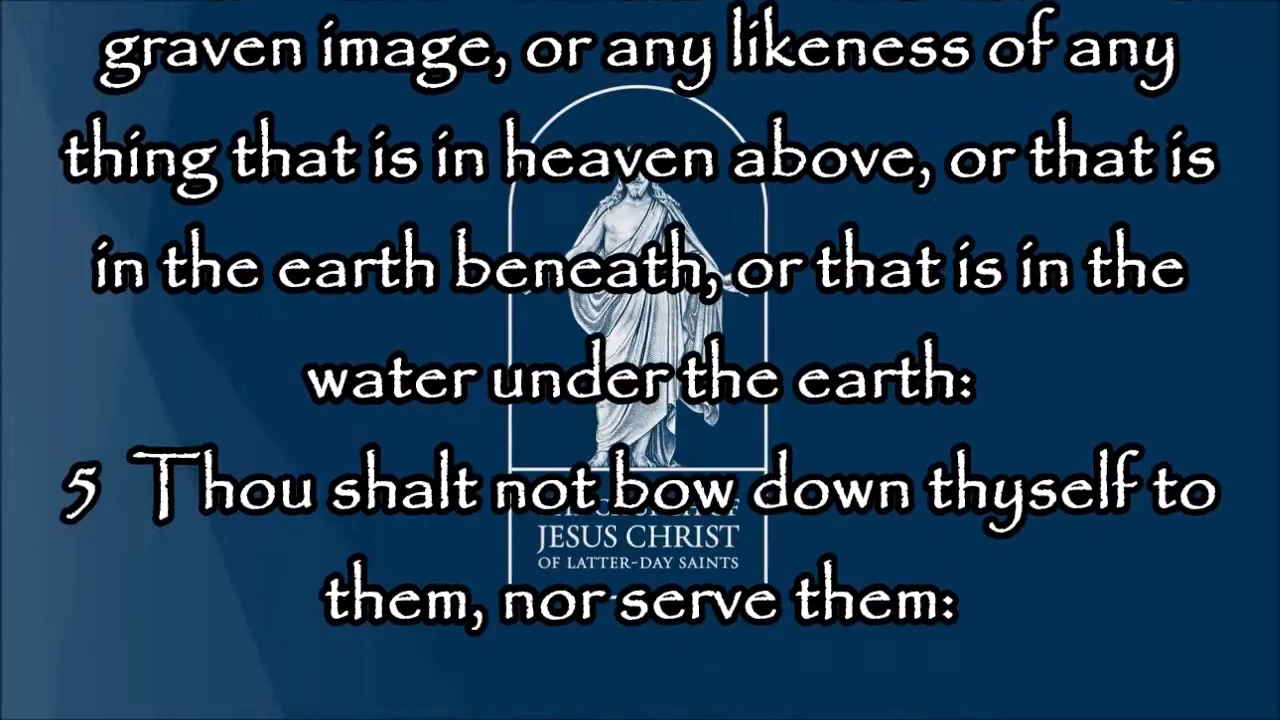 graven image, or any likeness of any
thing that is in heaven above, or that is
in the earth beneath, or that is in the
water under the earth:
5 Thou shalt not bow down thyself to
them, nor serve them:
JESUS CHRIST
OF LATTER-DAY SAINTS